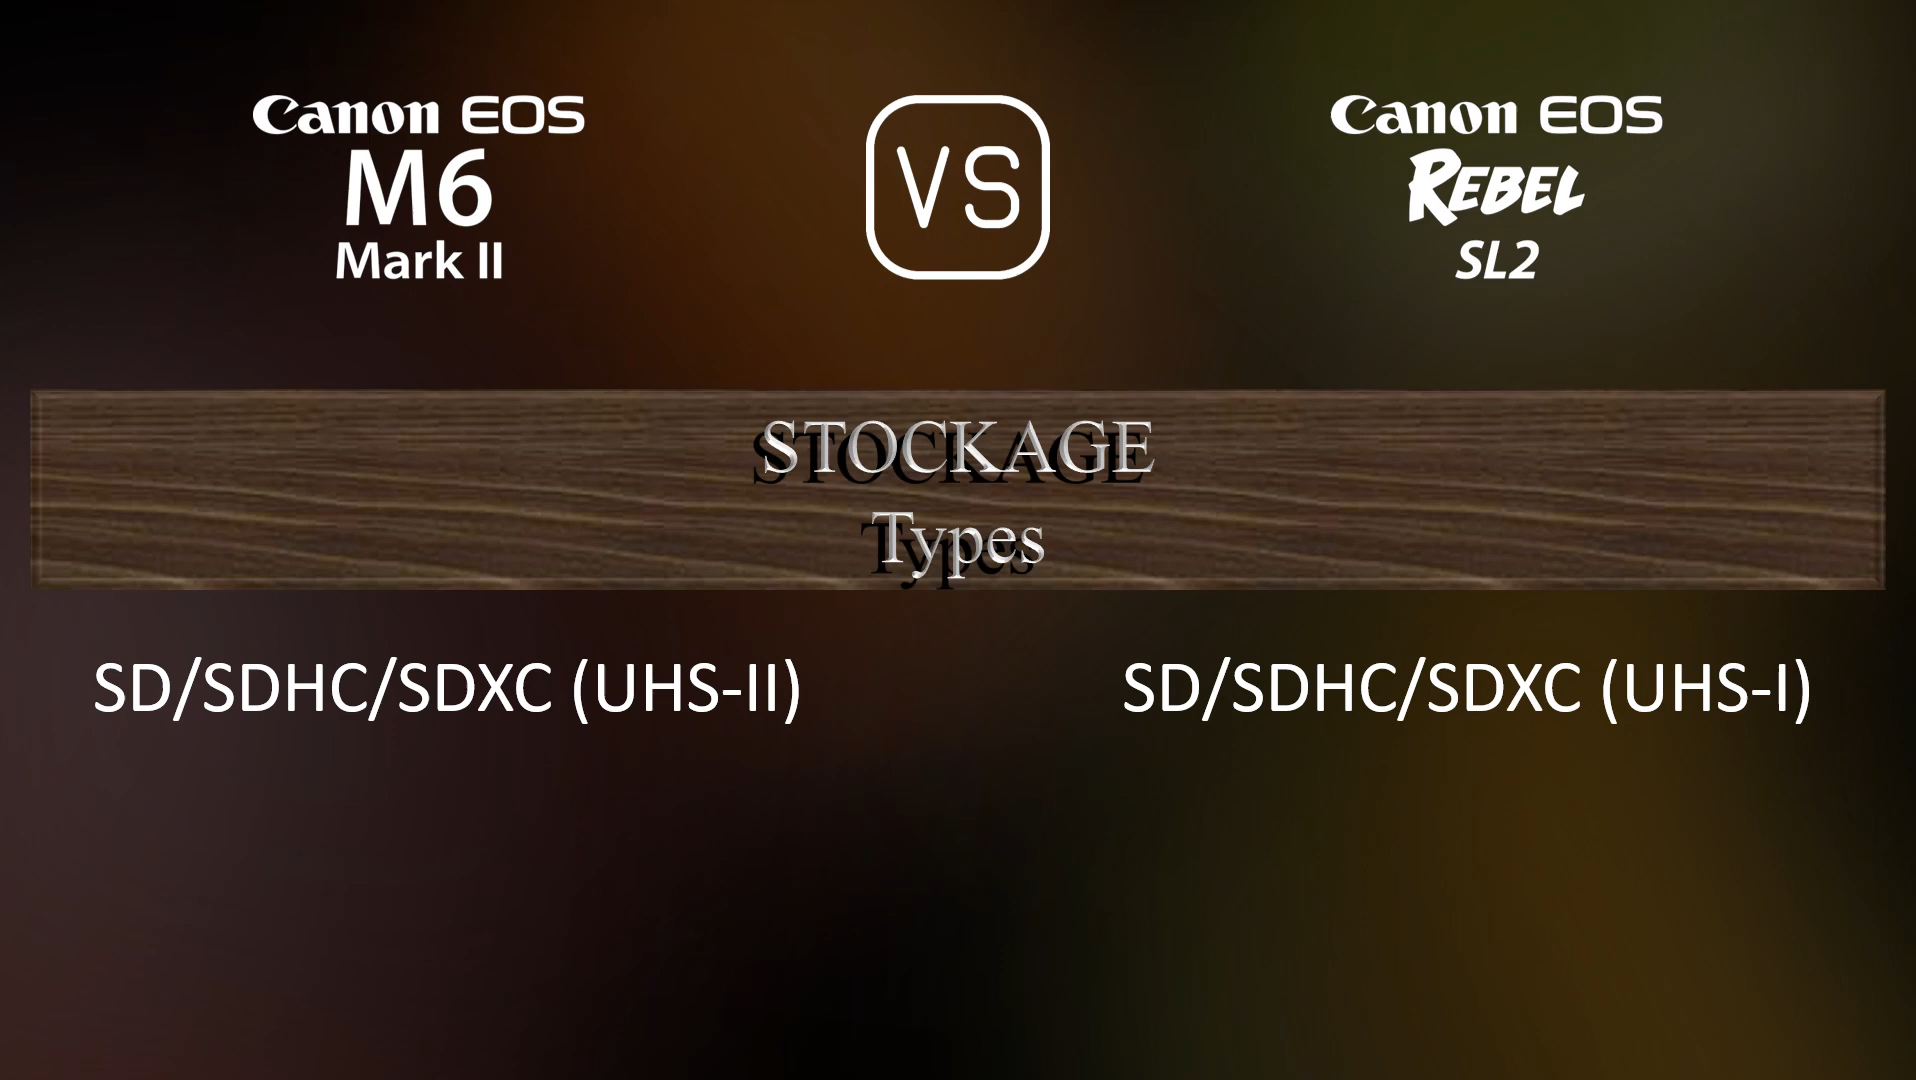 Canon EOS
M6
Mark II
VS
Canon EOS
REBEL
SL2
STOCKAGE
Types
SD/SDHC/SDXC (UHS-II)
SD/SDHC/SDXC (UHS-I)